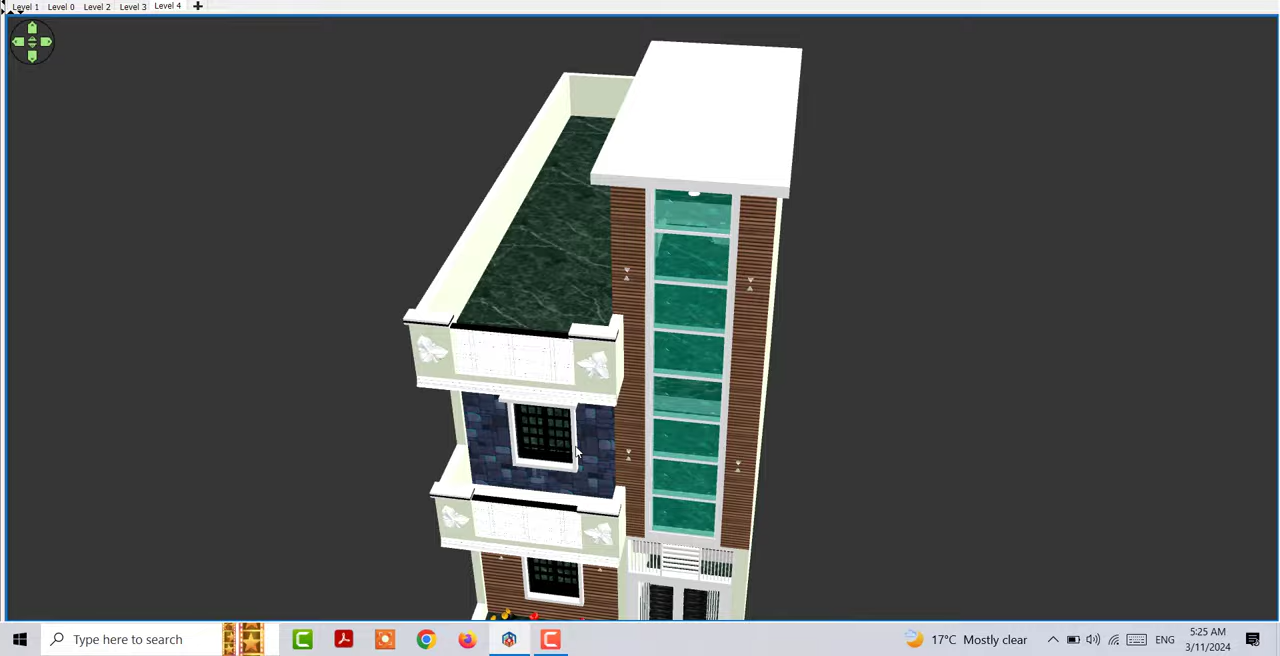 Level 1 Level 0 Level 2 Level 3 Level 4
Type here to search
17°C Mostly clear
ENG
5:25 AM
3/11/2024